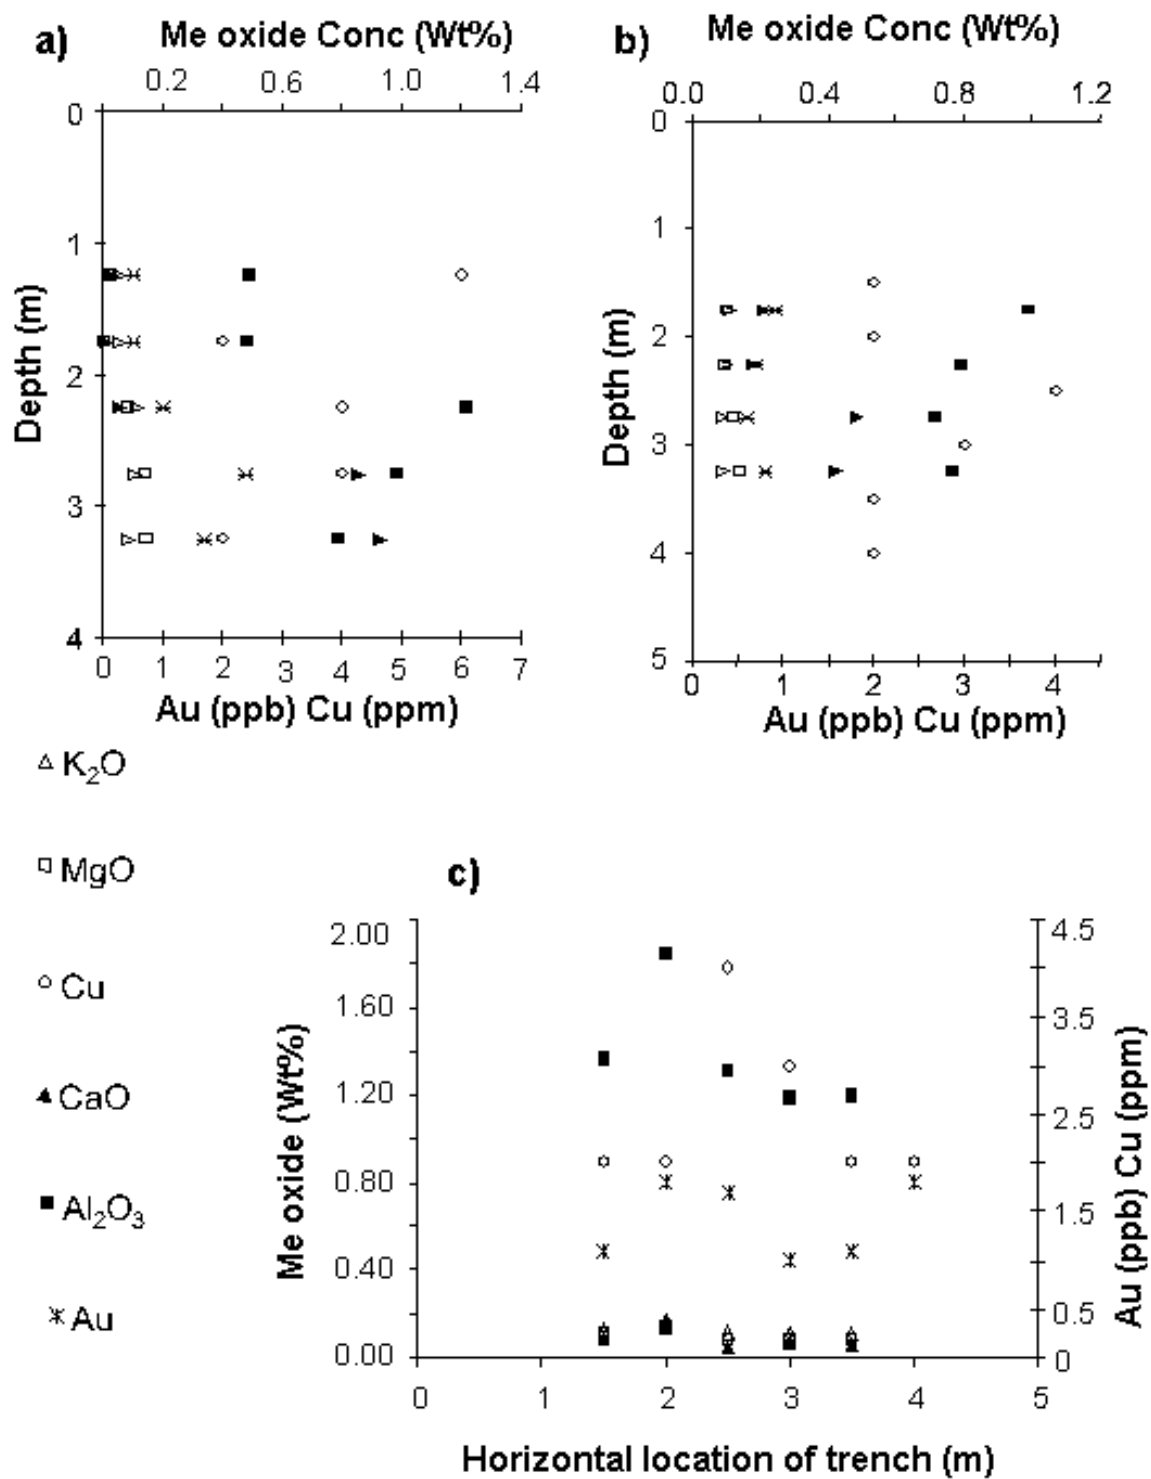 a) Me oxide Conc (Wt%)
0.2 0.6 1.0 1.4
0
1
2
3
4
Depth (m)
0 1 2 3 4 5 6 7
Au (ppb) Cu (ppm)
b) Me oxide Conc (Wt%)
0.0 0.4 0.8 1.2
0
1
2
3
4
5
Depth (m)
0 1 2 3 4
Au (ppb) Cu (ppm)
K2O
MgO
Cu
CaO
Al2O3
Au
c)
2.00
1.60
1.20
0.80
0.40
0.00
Me oxide (Wt%)
4.5
3.5
2.5
1.5
0.5
0
Au (ppb) Cu (ppm)
0 1 2 3 4 5
Horizontal location of trench (m)